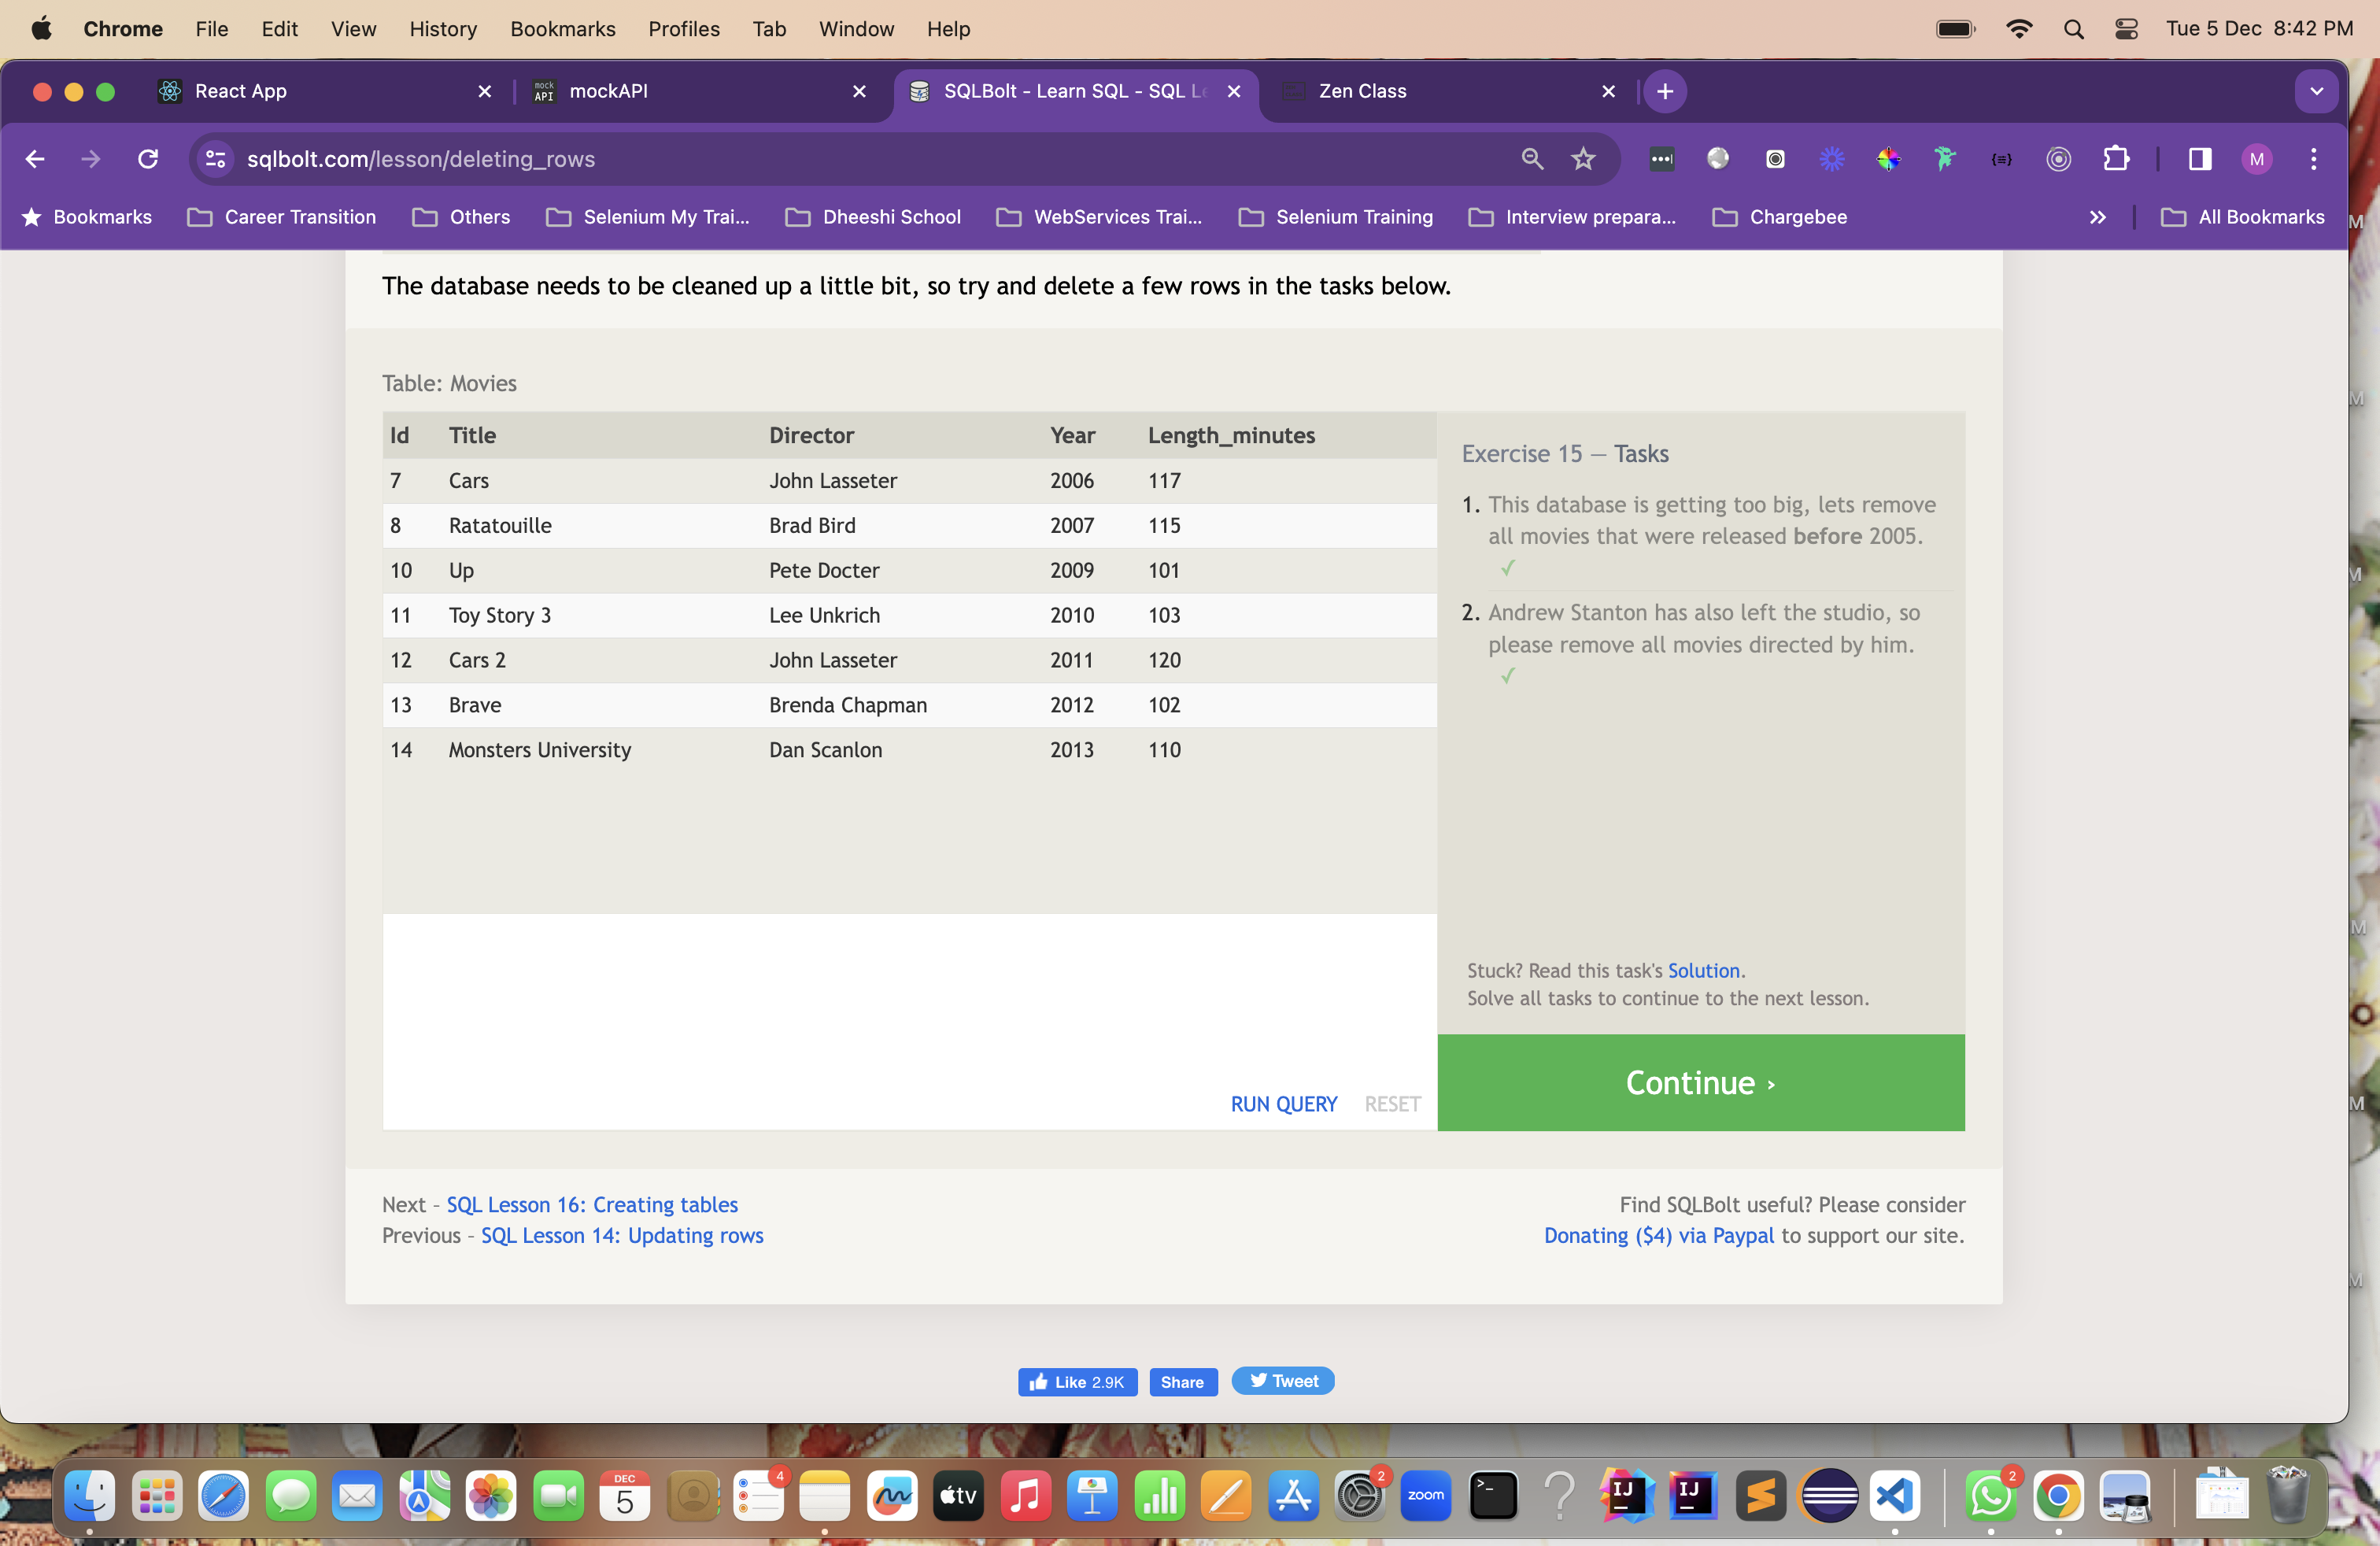 Chrome File Edit View History Bookmarks Profiles Tab Window Help Tue 5 Dec 8:42 PM
React App mockAPI SQLBolt - Learn SQL - SQL Zen Class
sqlbolt.com/lesson/deleting_rows M
Bookmarks Career Transition Others Selenium My Trai... Dheeshi School WebServices Trai... Selenium Training Interview prepara... Chargebee All Bookmarks
The database needs to be cleaned up a little bit, so try and delete a few rows in the tasks below.
Table: Movies
Id Title Director Year Length_minutes
7 Cars John Lasseter 2006 117
8 Ratatouille Brad Bird 2007 115
10 Up Pete Docter 2009 101
11 Toy Story 3 Lee Unkrich 2010 103
12 Cars 2 John Lasseter 2011 120
13 Brave Brenda Chapman 2012 102
14 Monsters University Dan Scanlon 2013 110
Exercise 15 — Tasks
1. This database is getting too big, lets remove
all movies that were released before 2005.
✓
2. Andrew Stanton has also left the studio, so
please remove all movies directed by him.
✓
Stuck? Read this task's Solution.
Solve all tasks to continue to the next lesson.
RUN QUERY RESET
Continue ›
Next - SQL Lesson 16: Creating tables
Previous - SQL Lesson 14: Updating rows
Find SQLBolt useful? Please consider
Donating ($4) via Paypal to support our site.
Like 2.9K Share Tweet
DEC
5
4
tv
2
zoom
IJ
IJ
2